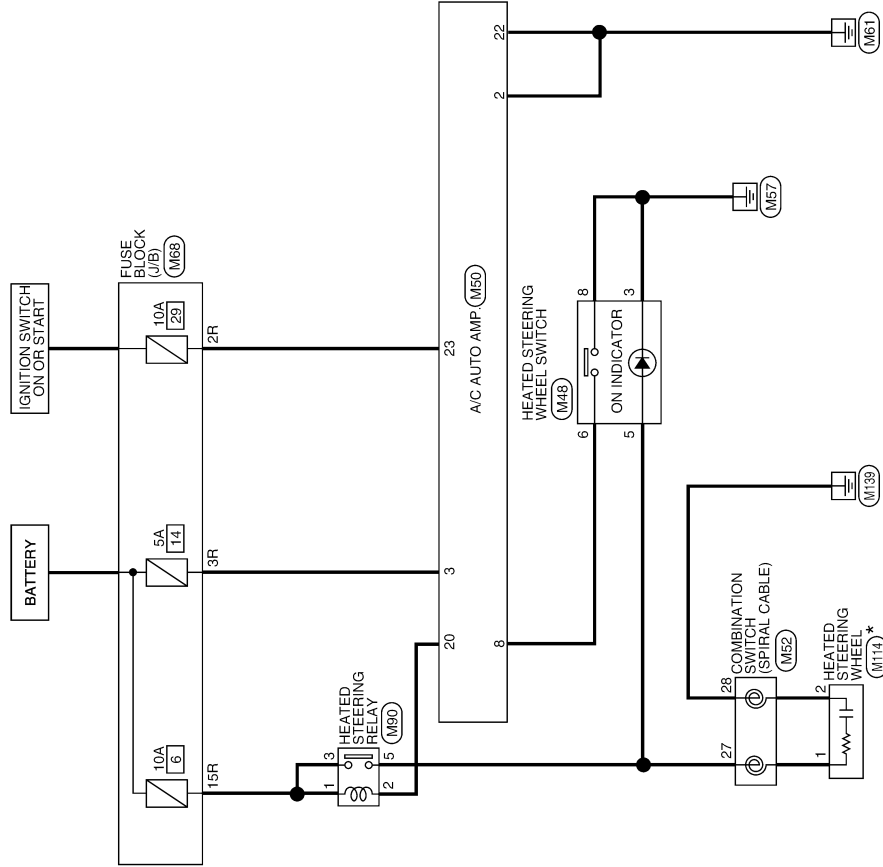 IGNITION SWITCH
ON OR START
BATTERY
FUSE
BLOCK
(J/B)
M68
10A
29
2R
5A
14
3R
10A
6
15R
HEATED
STEERING
RELAY
M90
1
3
2
5
A/C AUTO AMP.
M50
23
3
20
22
2
8
M61
HEATED STEERING
WHEEL SWITCH
M48
ON INDICATOR
6
8
5
3
M57
COMBINATION
SWITCH
(SPIRAL CABLE)
M52
27
28
M139
HEATED
STEERING
WHEEL
M114
*
1
2